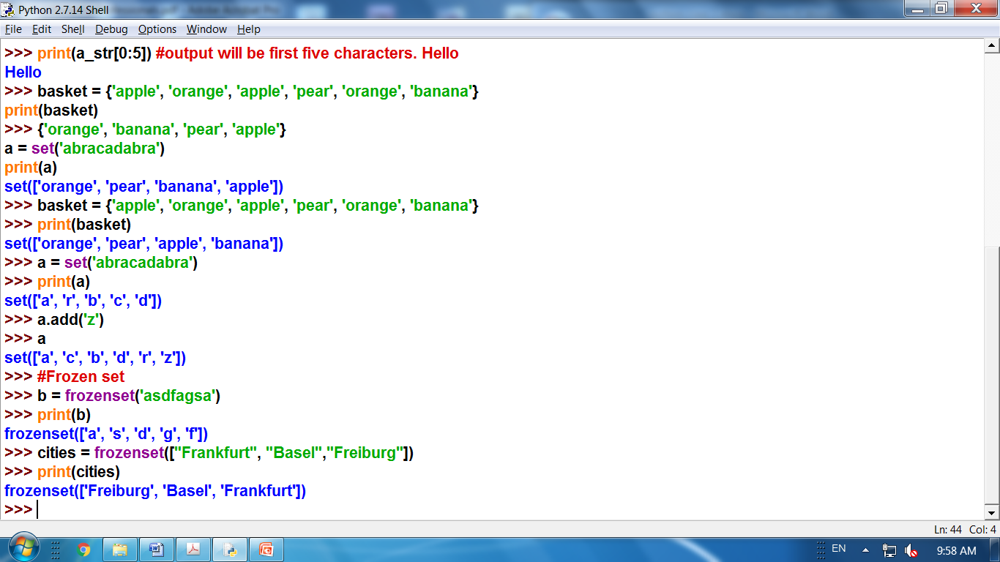 Python 2.7.14 Shell
File Edit Shell Debug Options Window Help
>>> print(a_str[0:5]) #output will be first five characters. Hello
Hello
>>> basket = {'apple', 'orange', 'apple', 'pear', 'orange', 'banana'}
print(basket)
>>> {'orange', 'banana', 'pear', 'apple'}
a = set('abracadabra')
print(a)
set(['orange', 'pear', 'banana', 'apple'])
>>> basket = {'apple', 'orange', 'apple', 'pear', 'orange', 'banana'}
>>> print(basket)
set(['orange', 'pear', 'apple', 'banana'])
>>> a = set('abracadabra')
>>> print(a)
set(['a', 'r', 'b', 'c', 'd'])
>>> a.add('z')
>>> a
set(['a', 'c', 'b', 'd', 'r', 'z'])
>>> #Frozen set
>>> b = frozenset('asdfagsa')
>>> print(b)
frozenset(['a', 's', 'd', 'g', 'f'])
>>> cities = frozenset(["Frankfurt", "Basel","Freiburg"])
>>> print(cities)
frozenset(['Freiburg', 'Basel', 'Frankfurt'])
>>>
Ln: 44 Col: 4
EN 9:58 AM